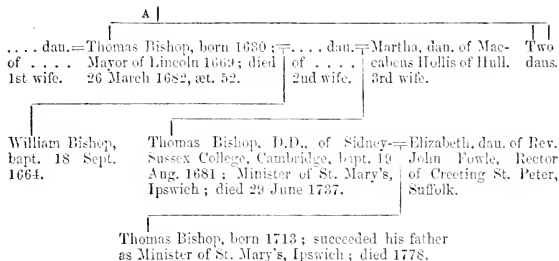 A
. . . . dan.=Thomas Bishop, born 1630 ;= . . . . dau.=Martha, dan. of Mac- Two
of . . . . Mayor of Lincoln 1669 ; died of . . . . cabeus Hollis of Hull. dans.
1st wife. 26 March 1682, æt. 52. 2nd wife. 3rd wife.
William Bishop, Thomas Bishop, D.D., of Sidney-=Elizabeth, dau. of Rev.
bapt. 18 Sept. Sussex College, Cambridge, bapt. 19 John Fowle, Rector
1664. Aug. 1681 ; Minister of St. Mary's, of Creeting St. Peter,
Ipswich ; died 29 June 1737. Suffolk.
Thomas Bishop, born 1713 ; succeeded his father
as Minister of St. Mary's, Ipswich ; died 1778.